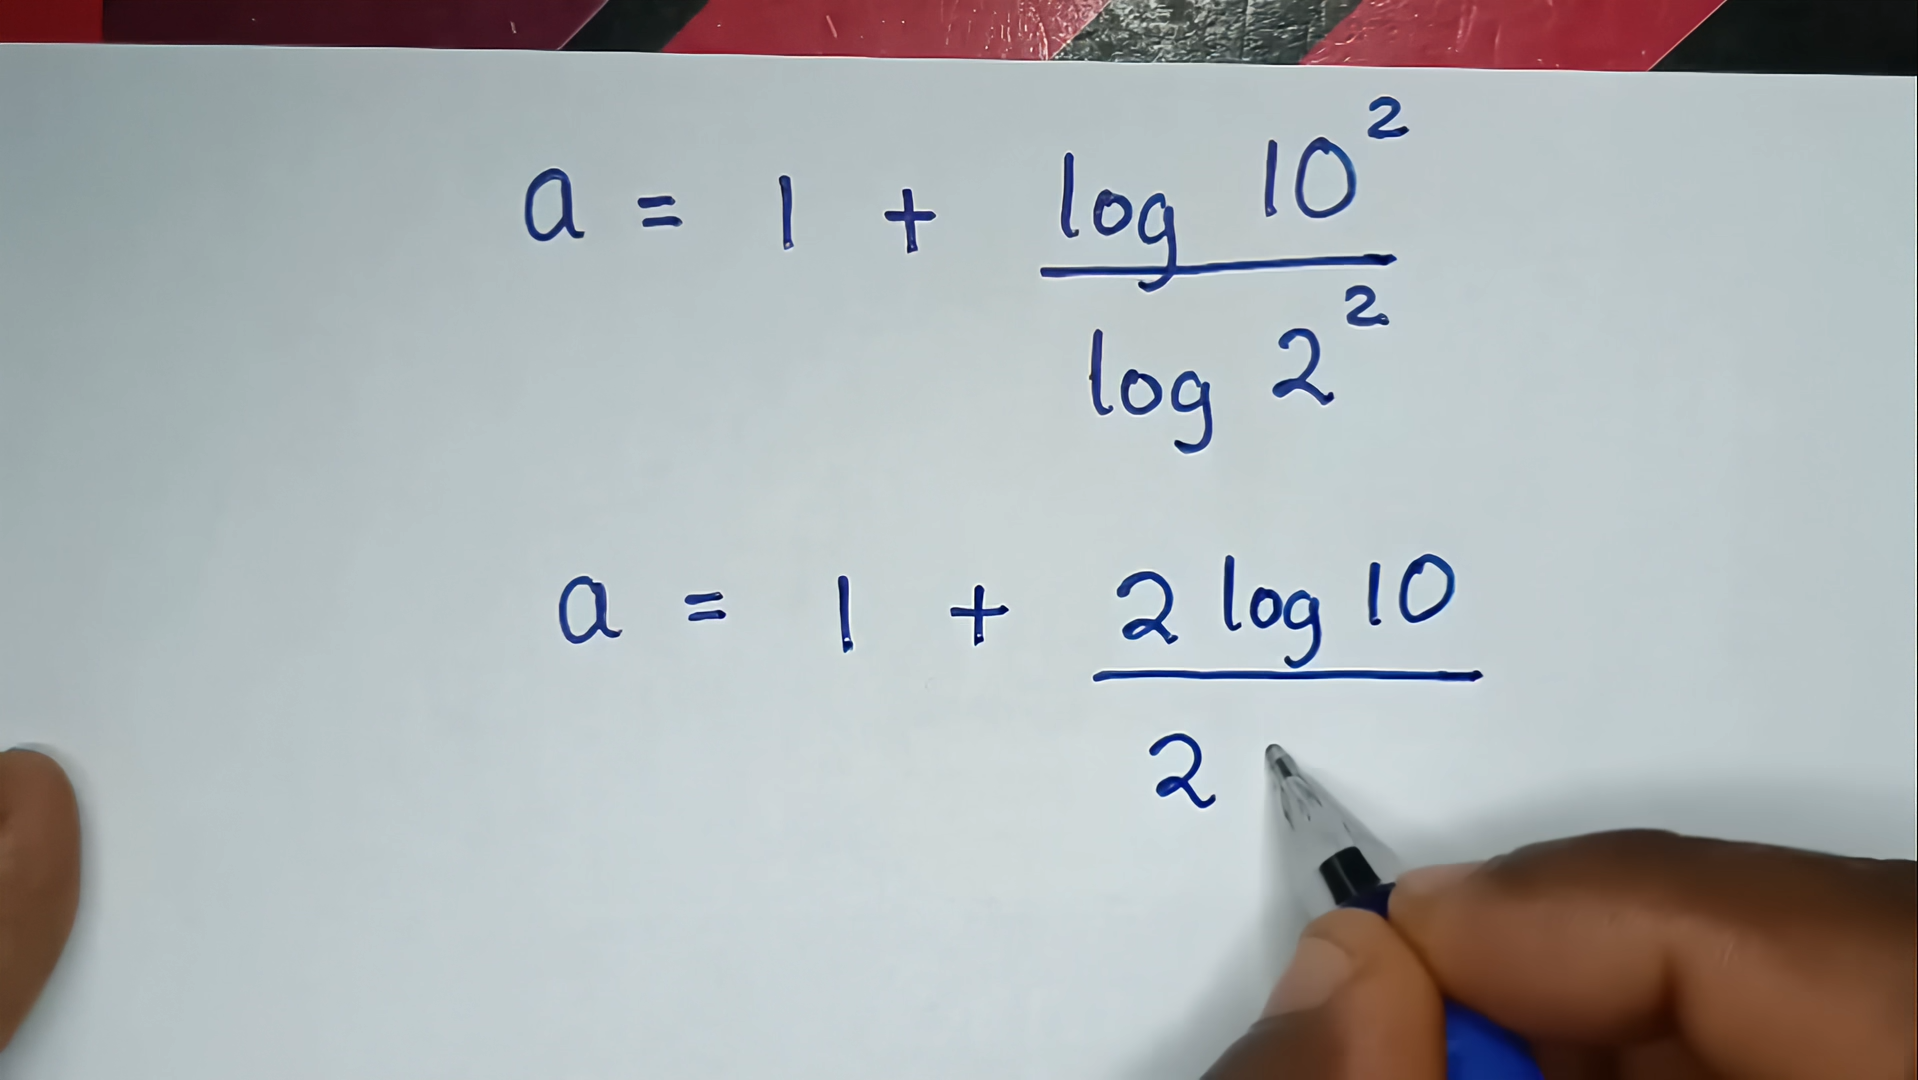 a = 1 + log 10²
log 2²
a = 1 + 2 log 10
2